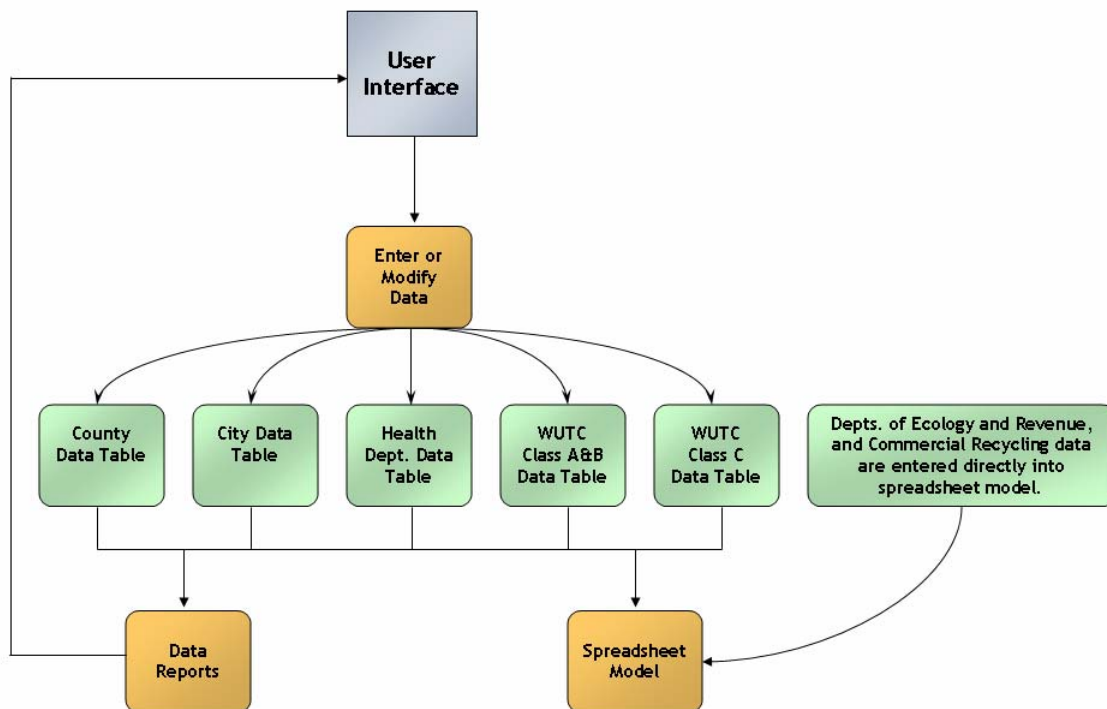 User
Interface
Enter or
Modify
Data
County
Data Table
City Data
Table
Health
Dept. Data
Table
WUTC
Class A&B
Data Table
WUTC
Class C
Data Table
Depts. of Ecology and Revenue,
and Commercial Recycling data
are entered directly into
spreadsheet model.
Data
Reports
Spreadsheet
Model